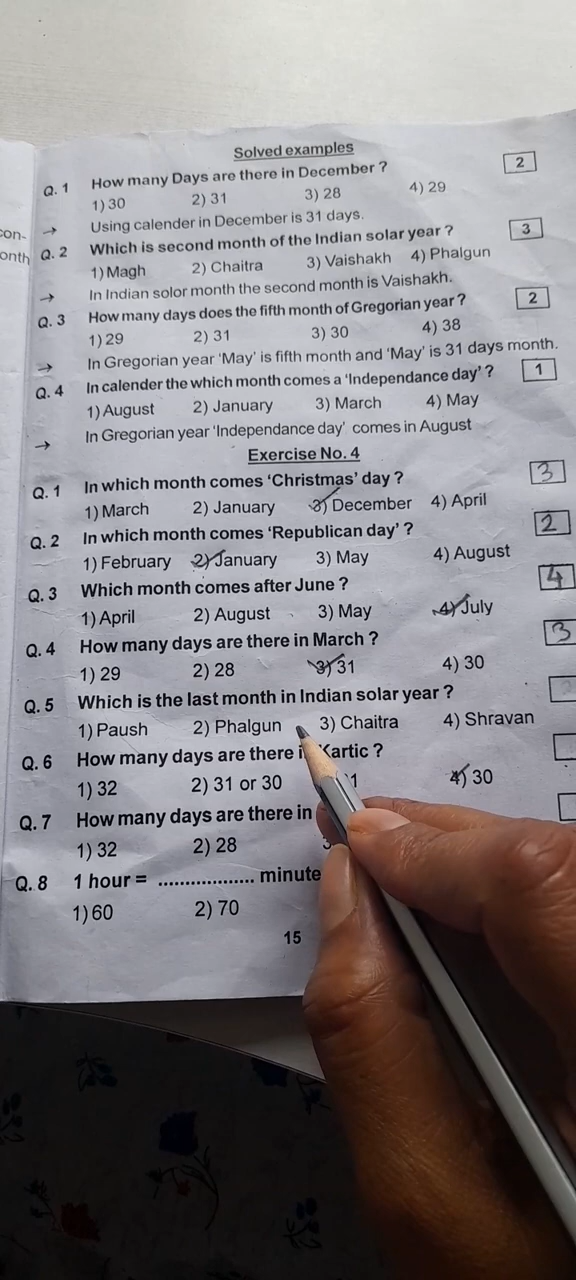 Solved examples
Q. 1 How many Days are there in December ? 2
1) 30 2) 31 3) 28 4) 29
→ Using calender in December is 31 days.
con-
onth Q. 2 Which is second month of the Indian solar year ? 3
1) Magh 2) Chaitra 3) Vaishakh 4) Phalgun
→ In Indian solor month the second month is Vaishakh.
Q. 3 How many days does the fifth month of Gregorian year ? 2
1) 29 2) 31 3) 30 4) 38
→ In Gregorian year 'May' is fifth month and 'May' is 31 days month.
Q. 4 In calender the which month comes a 'Independance day' ? 1
1) August 2) January 3) March 4) May
→ In Gregorian year 'Independance day' comes in August
Exercise No. 4
Q. 1 In which month comes 'Christmas' day ? 3
1) March 2) January 3) December 4) April
Q. 2 In which month comes 'Republican day' ? 2
1) February 2) January 3) May 4) August
Q. 3 Which month comes after June ? 4
1) April 2) August 3) May 4) July
Q. 4 How many days are there in March ? 3
1) 29 2) 28 3) 31 4) 30
Q. 5 Which is the last month in Indian solar year ?
1) Paush 2) Phalgun 3) Chaitra 4) Shravan
Q. 6 How many days are there Kartic ?
1) 32 2) 31 or 30 4) 30
Q. 7 How many days are there in
1) 32 2) 28
Q. 8 1 hour = .................. minute
1) 60 2) 70
15